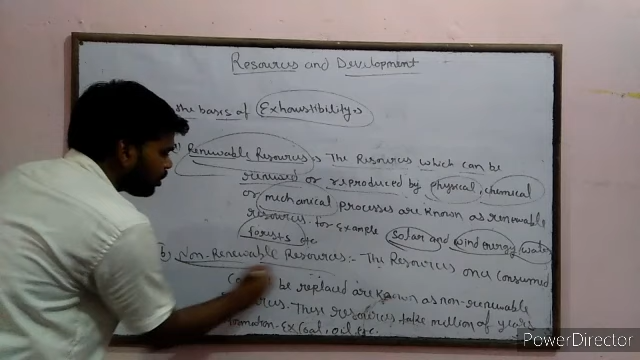 Resources and Development
the basis of Exhaustibility
a) Renewable Resources The Resources which can be
renewed or reproduced by physical, chemical
or mechanical processes are known as renewable
resources. for Example Solar and wind energy, water,
forests etc
b) Non-Renewable Resources:- The Resources once consumed
be replaced are known as non-renewable
These resources take million of years
formation. Ex Coal, oil, etc.
PowerDirector